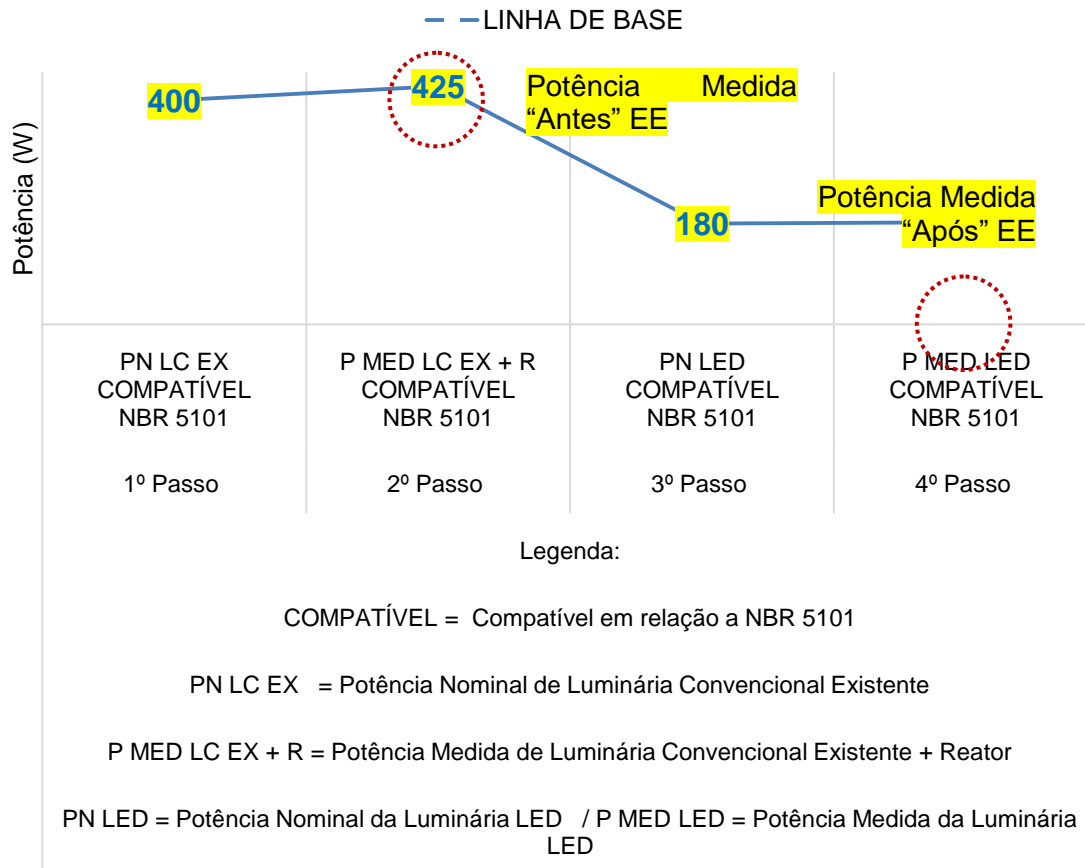 LINHA DE BASE
Potência (W)
400
425
Potência Medida
“Antes” EE
180
Potência Medida
“Após” EE
PN LC EX
COMPATÍVEL
NBR 5101
1º Passo
P MED LC EX + R
COMPATÍVEL
NBR 5101
2º Passo
PN LED
COMPATÍVEL
NBR 5101
3º Passo
P MED LED
COMPATÍVEL
NBR 5101
4º Passo
Legenda:
COMPATÍVEL = Compatível em relação a NBR 5101
PN LC EX = Potência Nominal de Luminária Convencional Existente
P MED LC EX + R = Potência Medida de Luminária Convencional Existente + Reator
PN LED = Potência Nominal da Luminária LED / P MED LED = Potência Medida da Luminária
LED